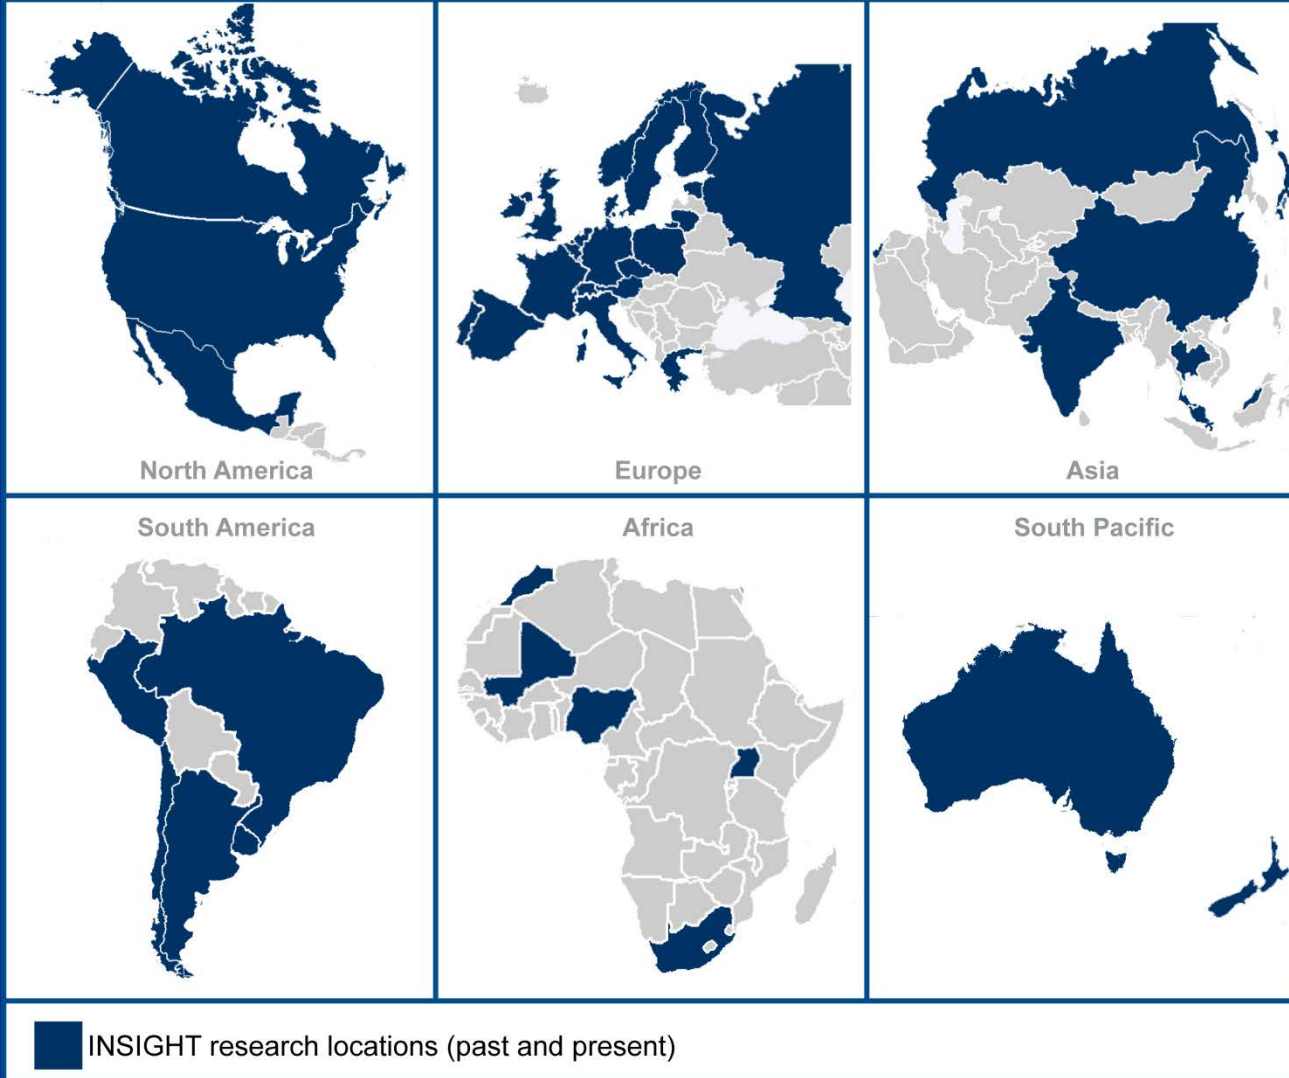 North America
Europe
Asia
South America
Africa
South Pacific
INSIGHT research locations (past and present)